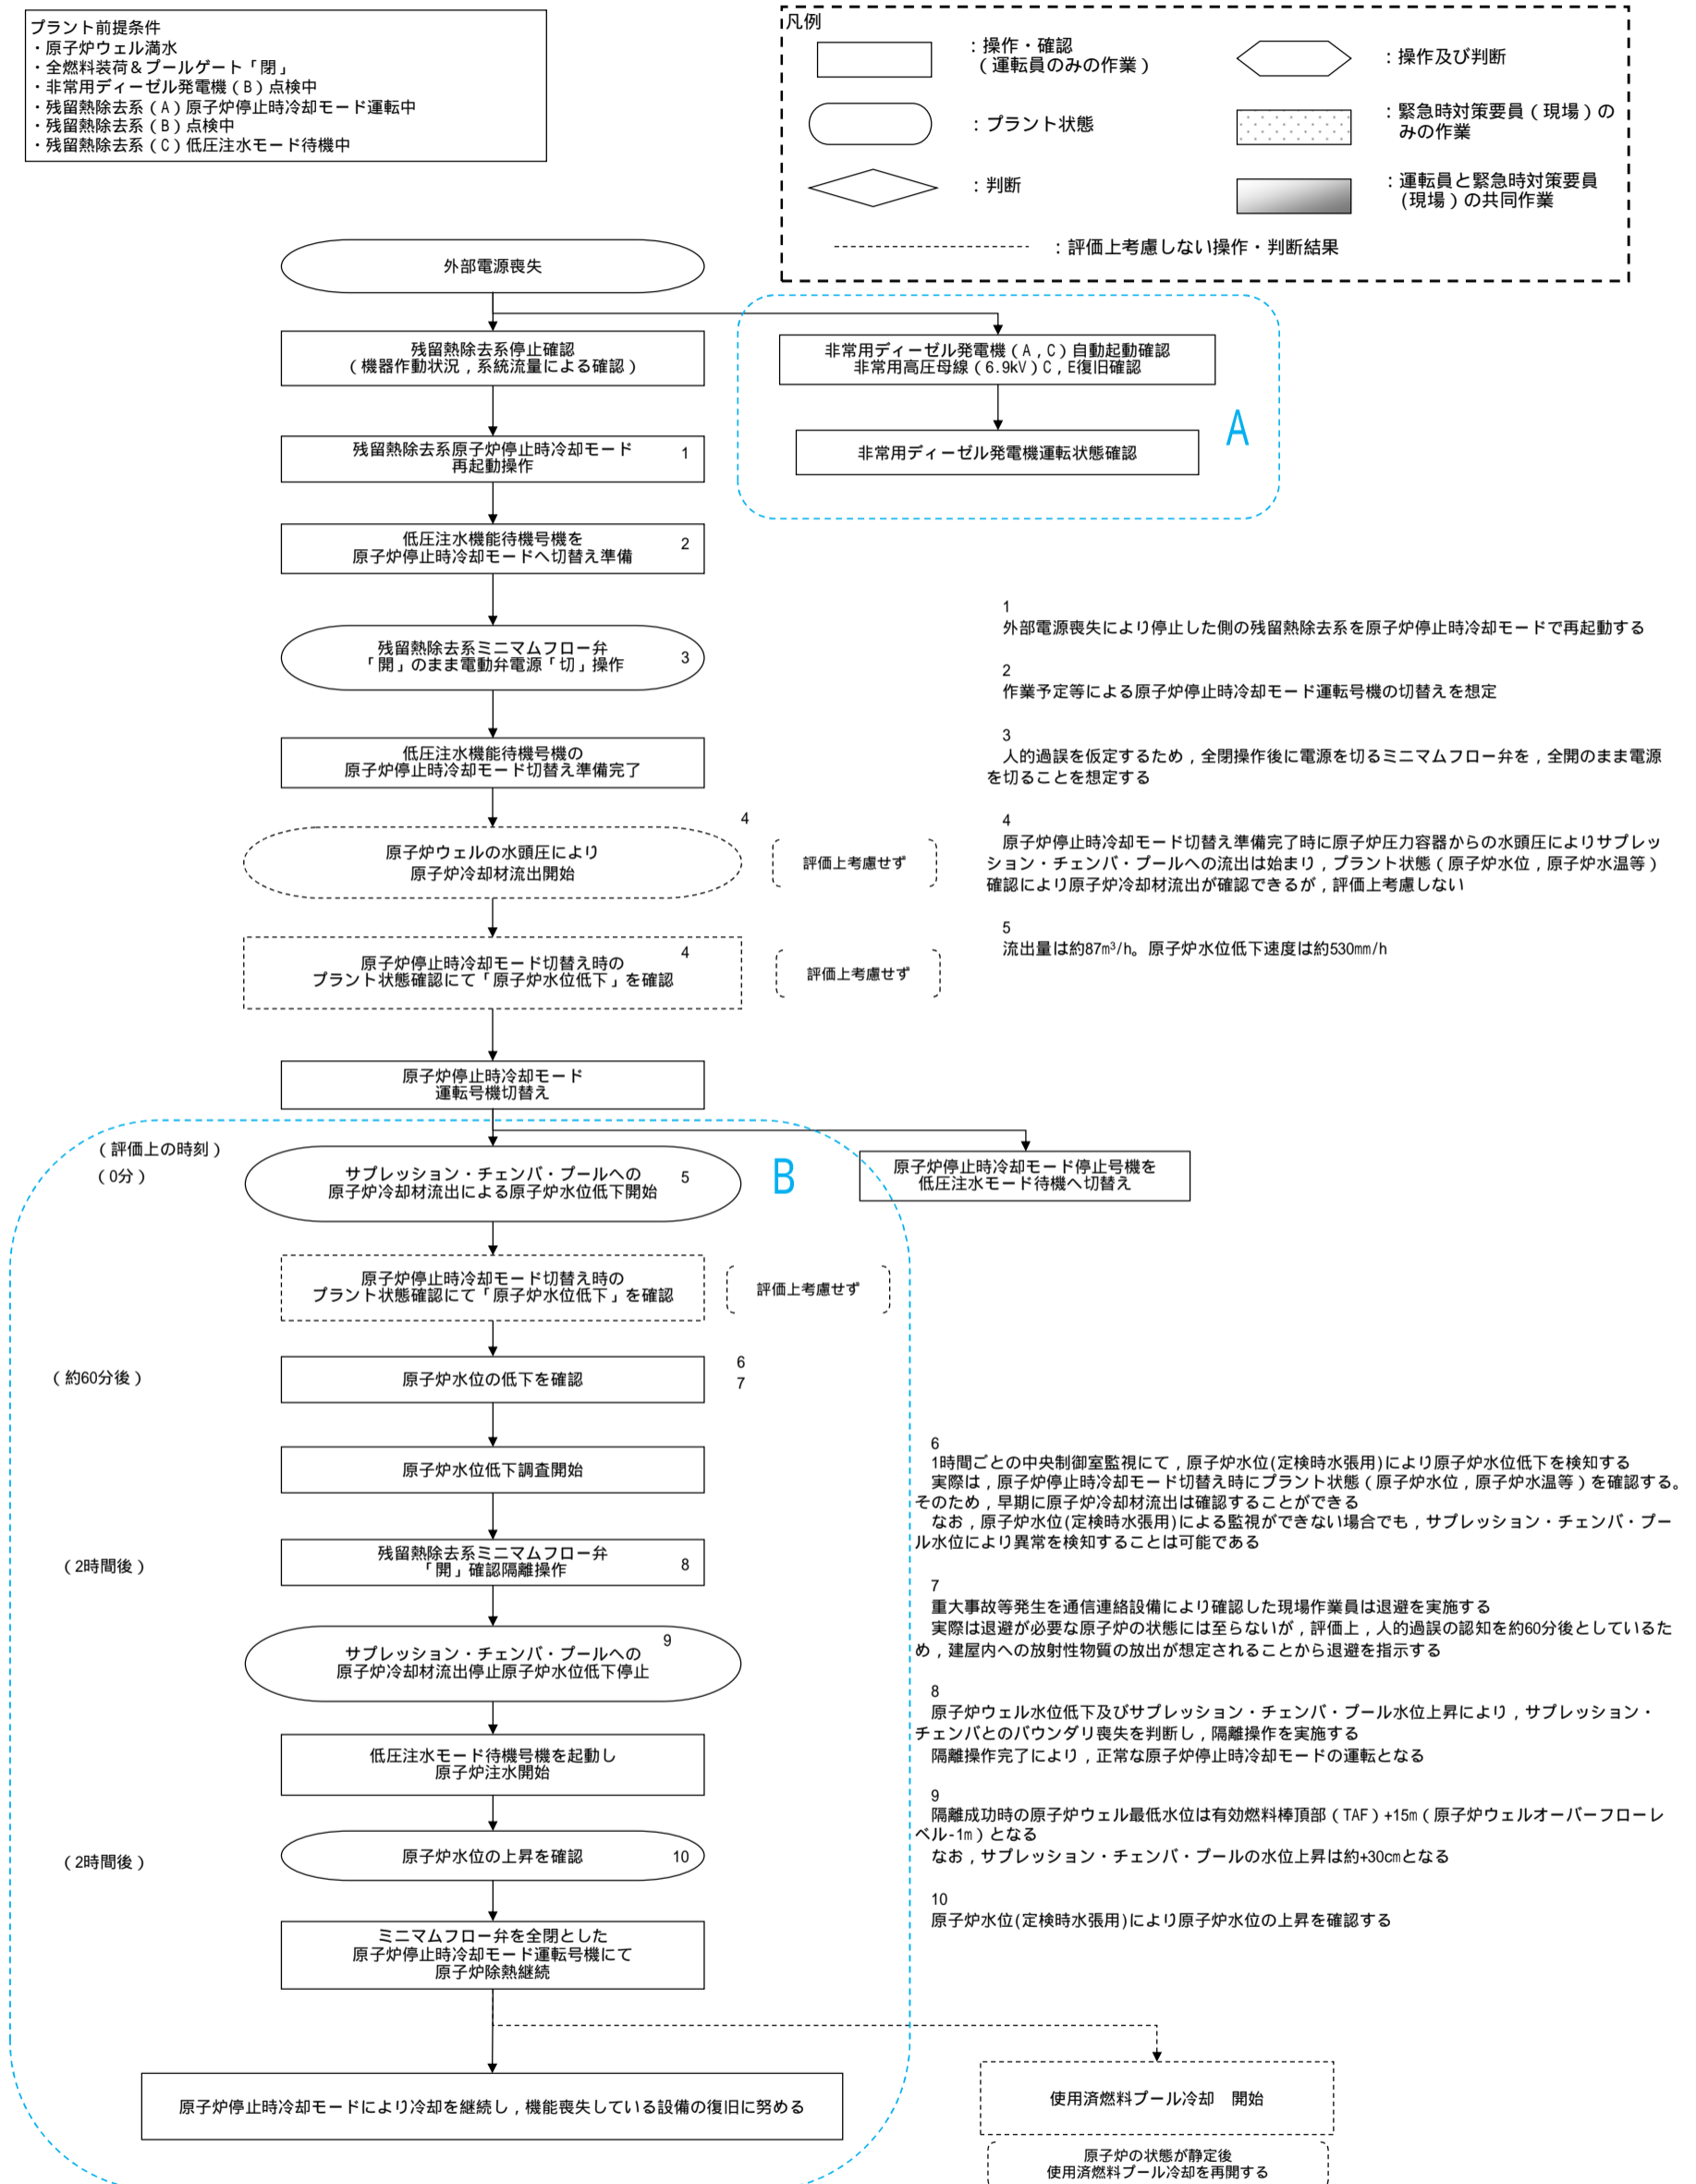 プラント前提条件
・原子炉ウェル満水
・全燃料装荷＆プールゲート「閉」
・非常用ディーゼル発電機（Ｂ）点検中
・残留熱除去系（Ａ）原子炉停止時冷却モード運転中
・残留熱除去系（Ｂ）点検中
・残留熱除去系（Ｃ）低圧注水モード待機中
凡例
：操作・確認
（運転員のみの作業）
：操作及び判断
：プラント状態
：緊急時対策要員（現場）の
みの作業
：判断
：運転員と緊急時対策要員
(現場）の共同作業
：評価上考慮しない操作・判断結果
外部電源喪失
残留熱除去系停止確認
（機器作動状況，系統流量による確認）
非常用ディーゼル発電機（A，C）自動起動確認
非常用高圧母線（6.9kV）C，E復旧確認
非常用ディーゼル発電機運転状態確認
A
残留熱除去系原子炉停止時冷却モード
再起動操作
1
低圧注水機能待機号機を
原子炉停止時冷却モードへ切替え準備
2
残留熱除去系ミニマムフロー弁
「開」のまま電動弁電源「切」操作
3
低圧注水機能待機号機の
原子炉停止時冷却モード切替え準備完了
原子炉ウェルの水頭圧により
原子炉冷却材流出開始
4
評価上考慮せず
原子炉停止時冷却モード切替え時の
プラント状態確認にて「原子炉水位低下」を確認
4
評価上考慮せず
原子炉停止時冷却モード
運転号機切替え
1
外部電源喪失により停止した側の残留熱除去系を原子炉停止時冷却モードで再起動する
2
作業予定等による原子炉停止時冷却モード運転号機の切替えを想定
3
人的過誤を仮定するため，全閉操作後に電源を切るミニマムフロー弁を，全開のまま電源
を切ることを想定する
4
原子炉停止時冷却モード切替え準備完了時に原子炉圧力容器からの水頭圧によりサプレッ
ション・チェンバ・プールへの流出は始まり，プラント状態（原子炉水位，原子炉水温等）
確認により原子炉冷却材流出が確認できるが，評価上考慮しない
5
流出量は約87m³/h。原子炉水位低下速度は約530mm/h
（評価上の時刻）
（0分）
サプレッション・チェンバ・プールへの
原子炉冷却材流出による原子炉水位低下開始
5
B
原子炉停止時冷却モード停止号機を
低圧注水モード待機へ切替え
原子炉停止時冷却モード切替え時の
プラント状態確認にて「原子炉水位低下」を確認
評価上考慮せず
（約60分後）
原子炉水位の低下を確認
6
7
原子炉水位低下調査開始
（2時間後）
残留熱除去系ミニマムフロー弁
「開」確認隔離操作
8
サプレッション・チェンバ・プールへの
原子炉冷却材流出停止原子炉水位低下停止
9
低圧注水モード待機号機を起動し
原子炉注水開始
（2時間後）
原子炉水位の上昇を確認
10
ミニマムフロー弁を全閉とした
原子炉停止時冷却モード運転号機にて
原子炉除熱継続
原子炉停止時冷却モードにより冷却を継続し，機能喪失している設備の復旧に努める
6
1時間ごとの中央制御室監視にて，原子炉水位(定検時水張用)により原子炉水位低下を検知する
実際は，原子炉停止時冷却モード切替え時にプラント状態（原子炉水位，原子炉水温等）を確認する。
そのため，早期に原子炉冷却材流出は確認することができる
なお，原子炉水位(定検時水張用)による監視ができない場合でも，サプレッション・チェンバ・プー
ル水位により異常を検知することは可能である
7
重大事故等発生を通信連絡設備により確認した現場作業員は退避を実施する
実際は退避が必要な原子炉の状態には至らないが，評価上，人的過誤の認知を約60分後としているた
め，建屋内への放射性物質の放出が想定されることから退避を指示する
8
原子炉ウェル水位低下及びサプレッション・チェンバ・プール水位上昇により，サプレッション・
チェンバとのバウンダリ喪失を判断し，隔離操作を実施する
隔離操作完了により，正常な原子炉停止時冷却モードの運転となる
9
隔離成功時の原子炉ウェル最低水位は有効燃料棒頂部（TAF）+15m（原子炉ウェルオーバーフローレ
ベル-1m）となる
なお，サプレッション・チェンバ・プールの水位上昇は約+30cmとなる
10
原子炉水位(定検時水張用)により原子炉水位の上昇を確認する
使用済燃料プール冷却　開始
原子炉の状態が静定後
使用済燃料プール冷却を再開する